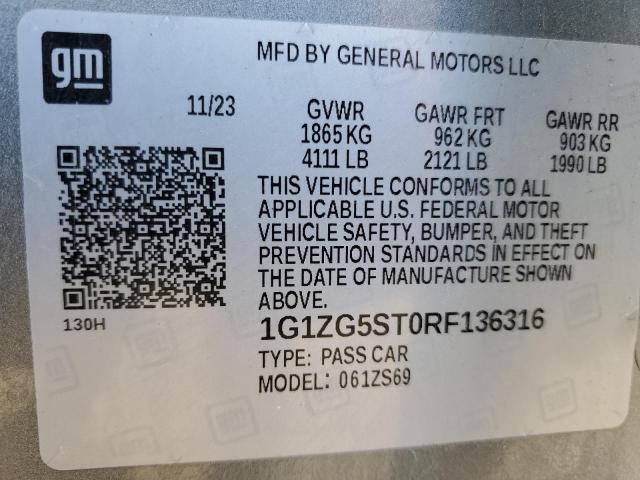 gm
MFD BY GENERAL MOTORS LLC
11/23 GVWR GAWR FRT GAWR RR
1865 KG 962 KG 903 KG
4111 LB 2121 LB 1990 LB
THIS VEHICLE CONFORMS TO ALL
APPLICABLE U.S. FEDERAL MOTOR
VEHICLE SAFETY, BUMPER, AND THEFT
PREVENTION STANDARDS IN EFFECT ON
THE DATE OF MANUFACTURE SHOWN
ABOVE.
130H
1G1ZG5ST0RF136316
TYPE: PASS CAR
MODEL: 061ZS69